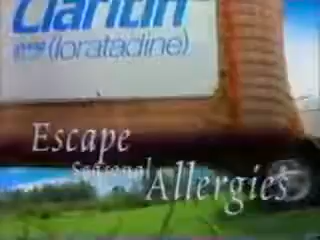 Claritin
(loratadine)
Escape
Seasonal
Allergies